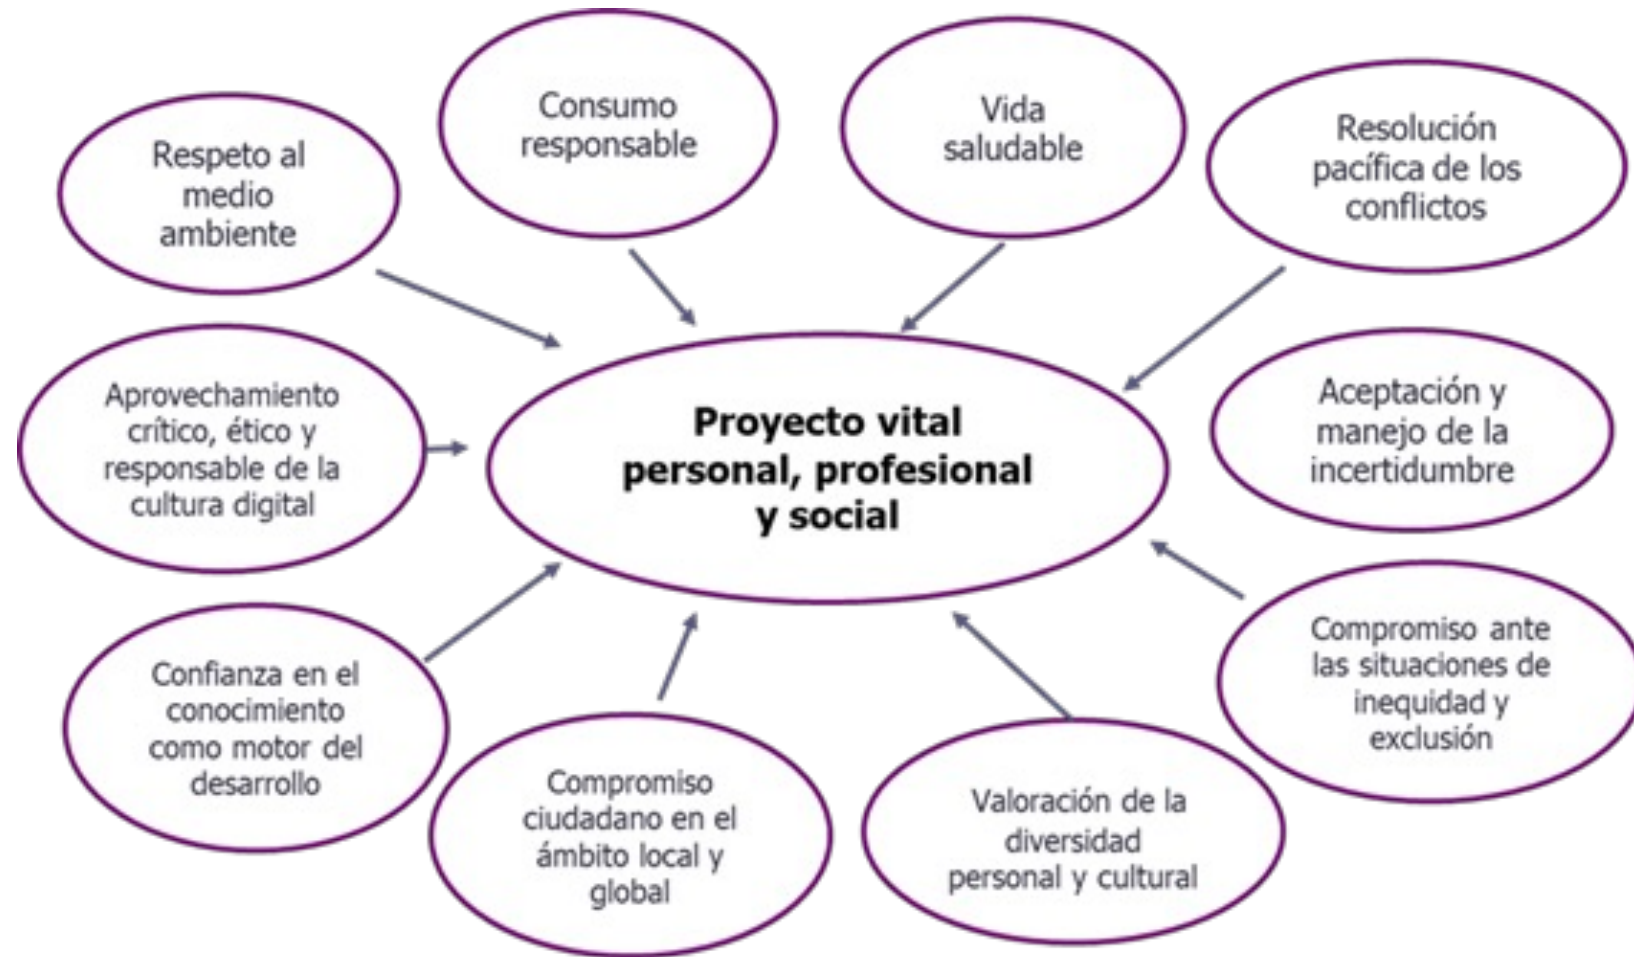 Consumo
responsable
Vida
saludable
Resolución
pacífica de los
conflictos
Respeto al
medio
ambiente
Aprovechamiento
crítico, ético y
responsable de la
cultura digital
Proyecto vital
personal, profesional
y social
Aceptación y
manejo de la
incertidumbre
Confianza en el
conocimiento
como motor del
desarrollo
Compromiso
ciudadano en el
ámbito local y
global
Valoración de la
diversidad
personal y cultural
Compromiso ante
las situaciones de
inequidad y
exclusión